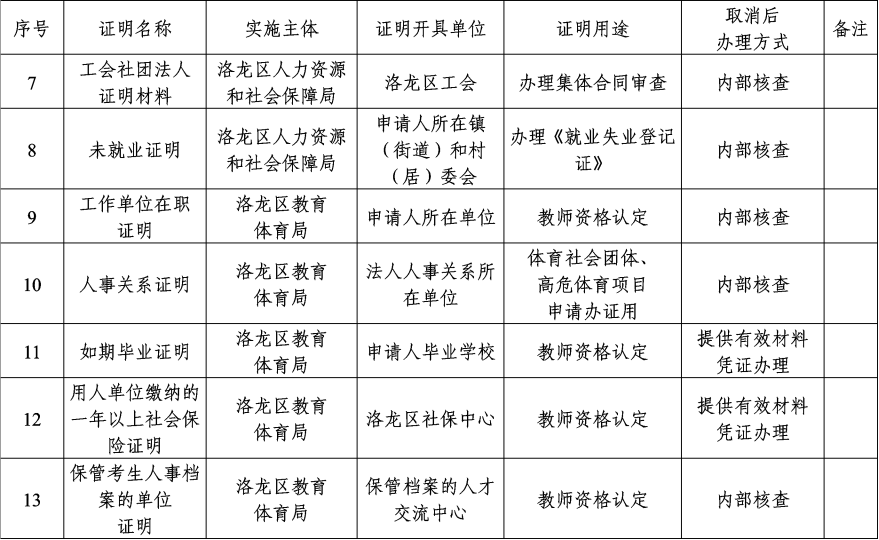 序号 证明名称 实施主体 证明开具单位 证明用途 取消后 备注
办理方式
7 工会社团法人 洛龙区人力资源 洛龙区工会 办理集体合同审查 内部核查
证明材料 和社会保障局
8 未就业证明 洛龙区人力资源 申请人所在镇 办理《就业失业登记 内部核查
和社会保障局 （街道）和村 证》
（居）委会
9 工作单位在职 洛龙区教育 申请人所在单位 教师资格认定 内部核查
证明 体育局
10 人事关系证明 洛龙区教育 法人人事关系所 体育社会团体、 内部核查
体育局 在单位 高危体育项目
申请办证用
11 如期毕业证明 洛龙区教育 申请人毕业学校 教师资格认定 提供有效材料
体育局 凭证办理
12 用人单位缴纳的 洛龙区教育 洛龙区社保中心 教师资格认定 提供有效材料
一年以上社会保 体育局 凭证办理
险证明
13 保管考生人事档 洛龙区教育 保管档案的人才 教师资格认定 内部核查
案的单位 体育局 交流中心
证明